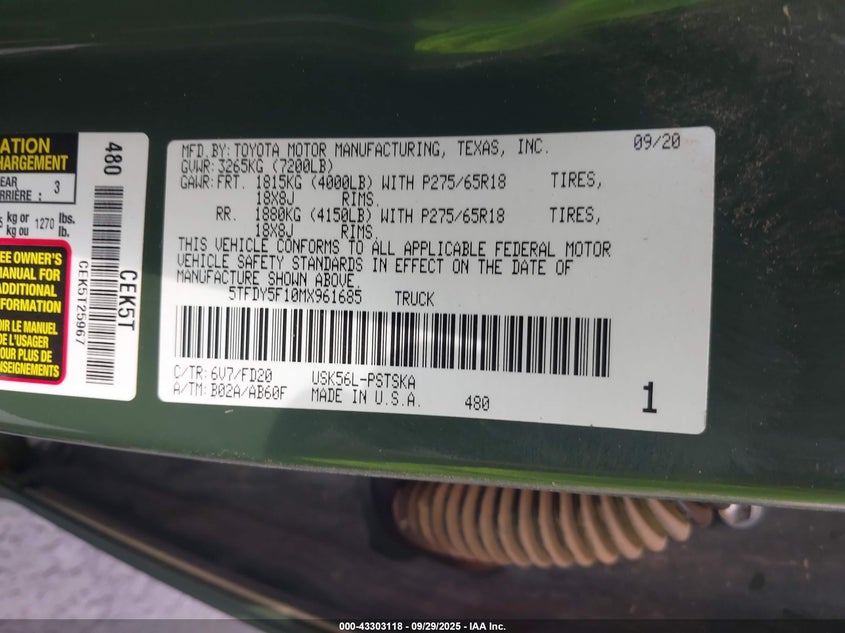 ATION
HARGEMENT
EAR
RRIÈRE : 3
kg or 1270 lbs.
kg ou lb.
EE OWNER'S
MANUAL FOR
ADDITIONAL
INFORMATION
OIR LE MANUEL
DE L'USAGER
POUR PLUS DE
NSEIGNEMENTS
480
CEK5T
CEK5T25967
MFD.BY:TOYOTA MOTOR MANUFACTURING, TEXAS, INC. 09/20
GVWR:3265KG (7200LB)
GAWR:FRT. 1815KG (4000LB) WITH P275/65R18 TIRES,
18X8J RIMS.
RR. 1880KG (4150LB) WITH P275/65R18 TIRES,
18X8J RIMS.
THIS VEHICLE CONFORMS TO ALL APPLICABLE FEDERAL MOTOR
VEHICLE SAFETY STANDARDS IN EFFECT ON THE DATE OF
MANUFACTURE SHOWN ABOVE.
5TFDY5F10MX961685 TRUCK
C/TR:6V7/FD20 USK56L-PSTSKA
A/TM:B02A/AB60F MADE IN U.S.A. 480 1
000-43303118 - 09/29/2025 - IAA Inc.